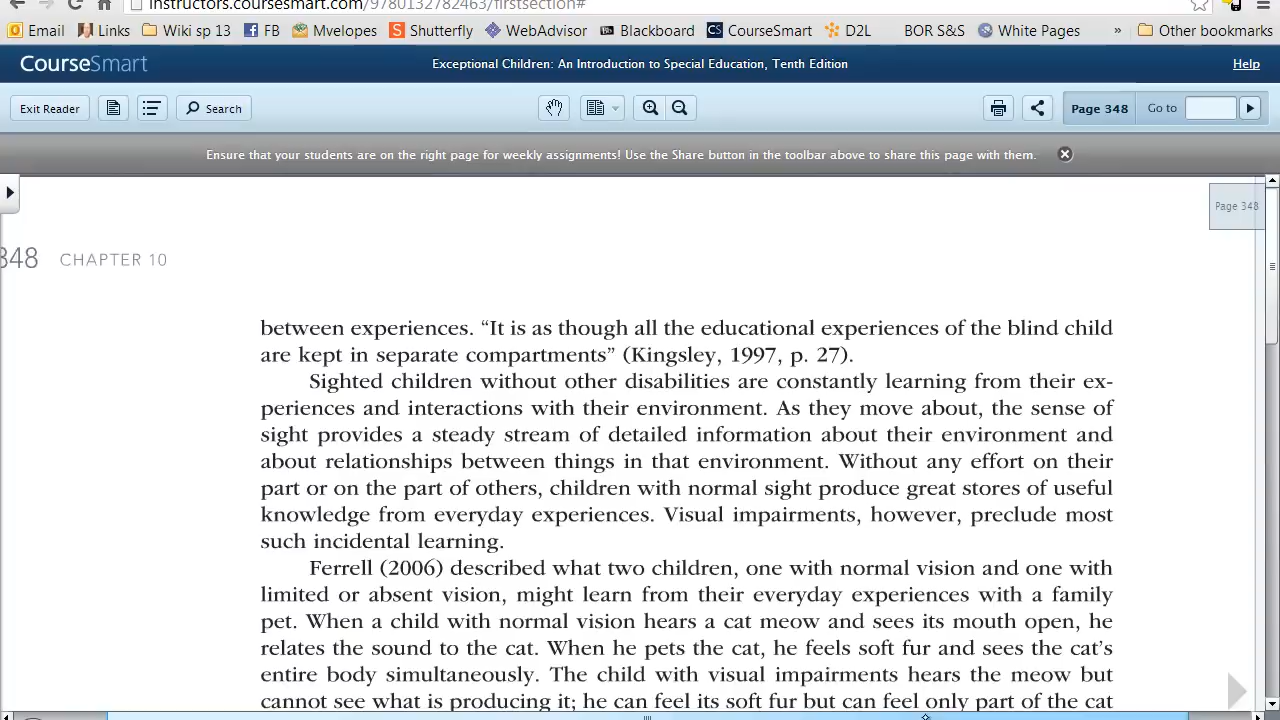 instructors.coursesmart.com/9780132782463/firstsection#
Email Links Wiki sp 13 FB Mvelopes Shutterfly WebAdvisor Blackboard CourseSmart D2L BOR S&S White Pages » Other bookmarks
CourseSmart Exceptional Children: An Introduction to Special Education, Tenth Edition Help
Exit Reader Search Page 348 Go to
Ensure that your students are on the right page for weekly assignments! Use the Share button in the toolbar above to share this page with them.
Page 348
348 CHAPTER 10
between experiences. “It is as though all the educational experiences of the blind child
are kept in separate compartments” (Kingsley, 1997, p. 27).
Sighted children without other disabilities are constantly learning from their ex-
periences and interactions with their environment. As they move about, the sense of
sight provides a steady stream of detailed information about their environment and
about relationships between things in that environment. Without any effort on their
part or on the part of others, children with normal sight produce great stores of useful
knowledge from everyday experiences. Visual impairments, however, preclude most
such incidental learning.
Ferrell (2006) described what two children, one with normal vision and one with
limited or absent vision, might learn from their everyday experiences with a family
pet. When a child with normal vision hears a cat meow and sees its mouth open, he
relates the sound to the cat. When he pets the cat, he feels soft fur and sees the cat’s
entire body simultaneously. The child with visual impairments hears the meow but
cannot see what is producing it; he can feel its soft fur but can feel only part of the cat